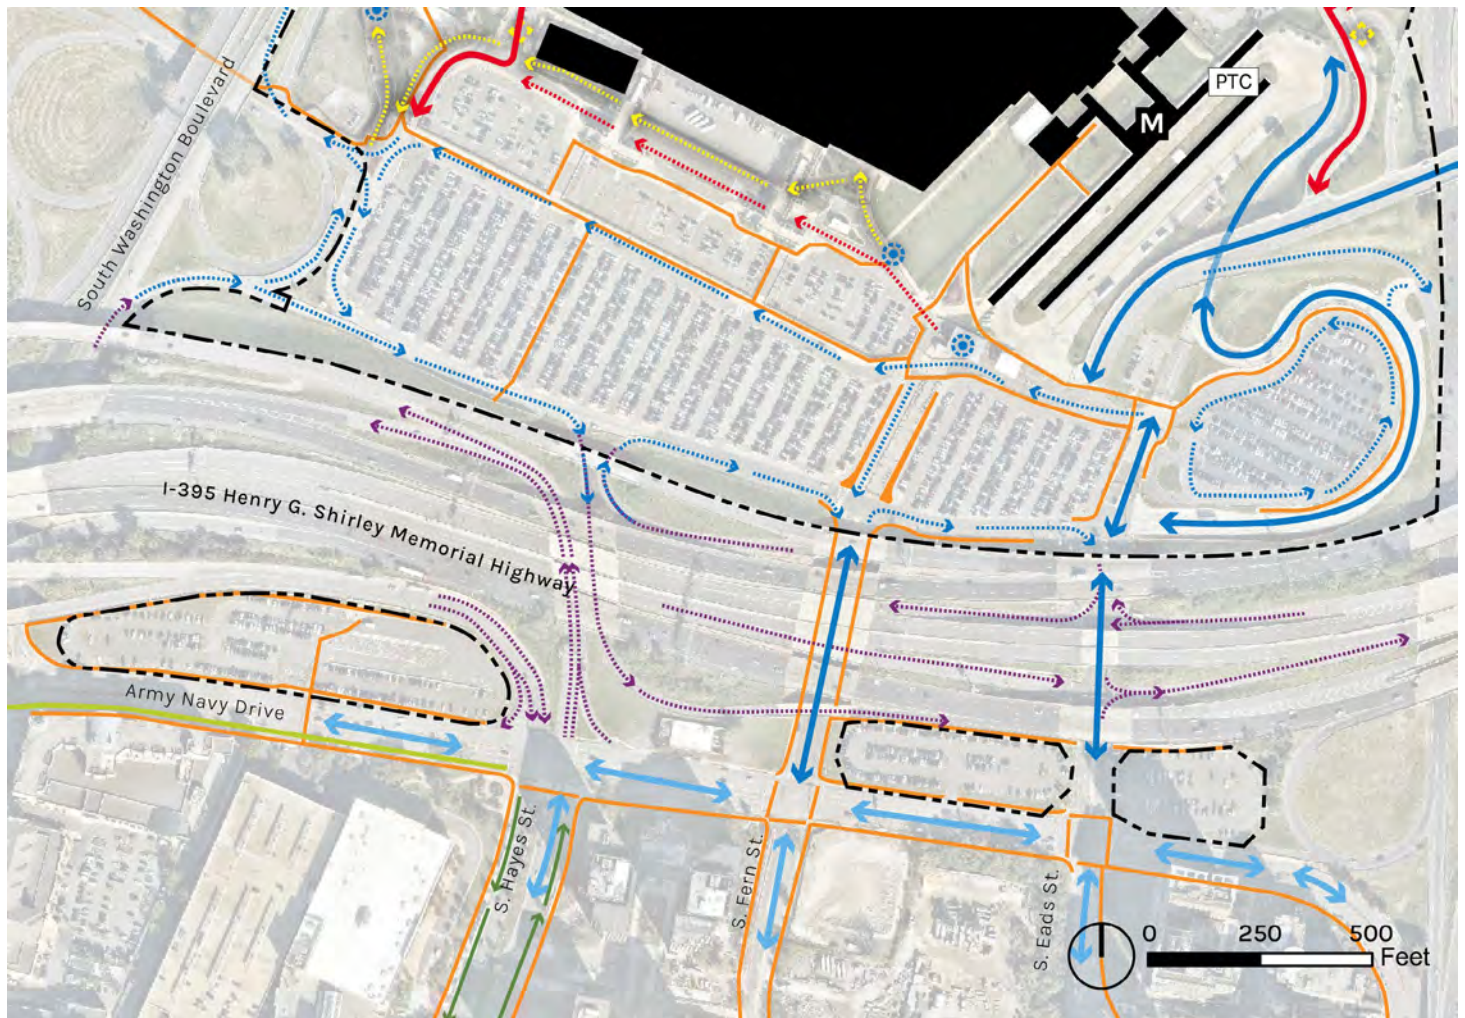 PTC
M
South Washington Boulevard
I-395 Henry G. Shirley Memorial Highway
Army Navy Drive
S. Hayes St.
S. Fern St.
S. Eads St.
0 250 500
Feet